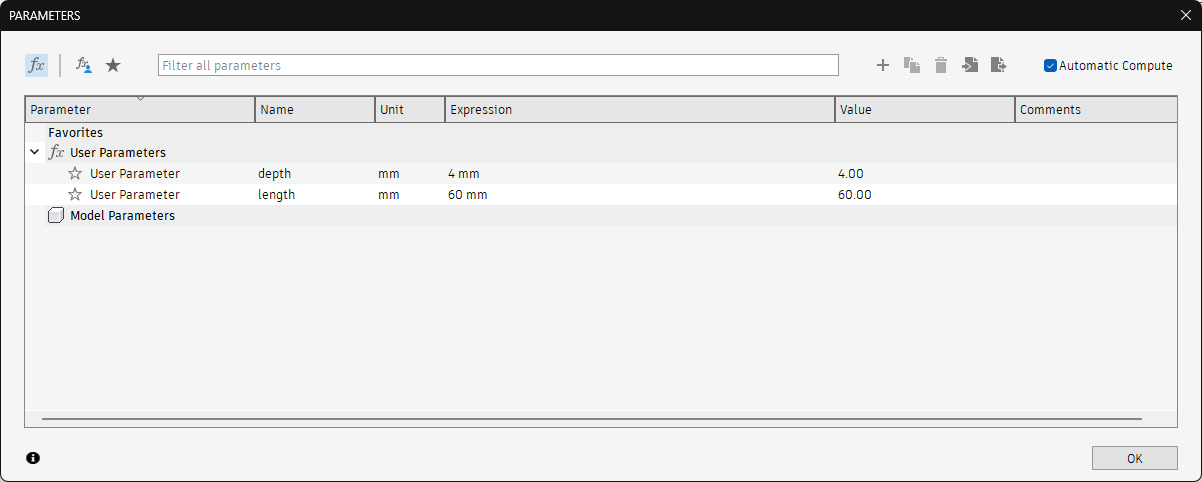 PARAMETERS
fx fx Filter all parameters Automatic Compute
Parameter Name Unit Expression Value Comments
Favorites
fx User Parameters
User Parameter depth mm 4 mm 4.00
User Parameter length mm 60 mm 60.00
Model Parameters
OK